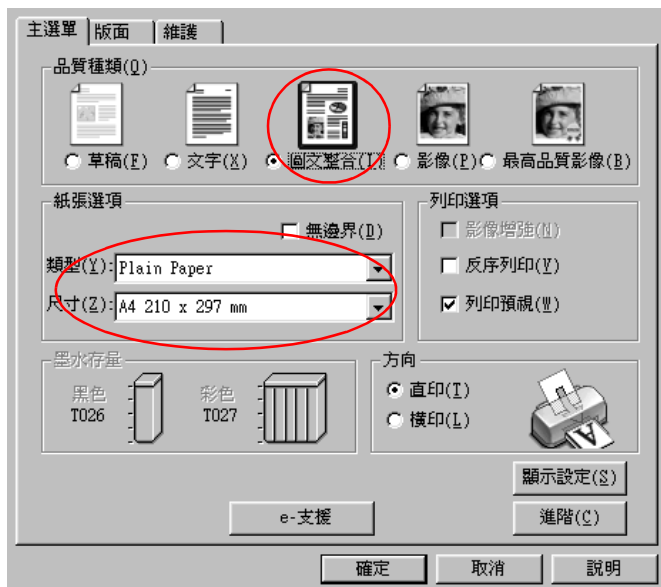 主選單 版面 維護
品質種類(Q)
草稿(F) 文字(X) 圖文整合(I) 影像(P) 最高品質影像(B)
紙張選項 列印選項
無邊界(D) 影像增強(N)
類型(Y): Plain Paper 反序列印(V)
尺寸(Z): A4 210 x 297 mm 列印預視(W)
墨水存量 方向
黑色 彩色 直印(T)
T026 T027 橫印(L)
顯示設定(S)
e-支援 進階(C)
確定 取消 說明